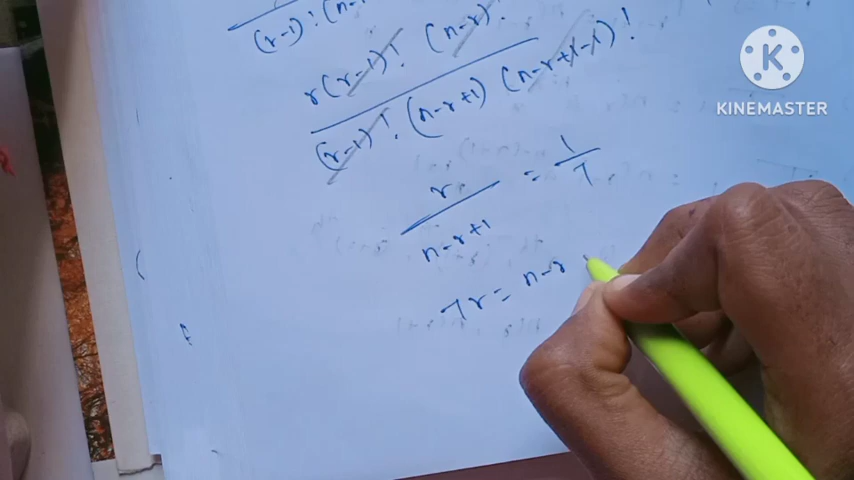 (r-1)! (n-
r(r-1)! (n-r)!
(r-1)! (n-r+1) (n-r+1-1)!
r / n-r+1 = 1 / 7
7r = n-r
KINEMASTER